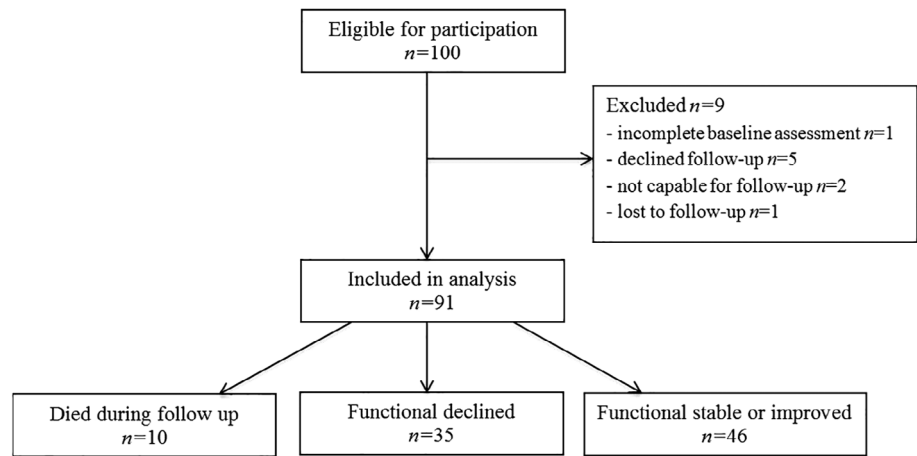 Eligible for participation
n=100
Excluded n=9
- incomplete baseline assessment n=1
- declined follow-up n=5
- not capable for follow-up n=2
- lost to follow-up n=1
Included in analysis
n=91
Died during follow up
n=10
Functional declined
n=35
Functional stable or improved
n=46